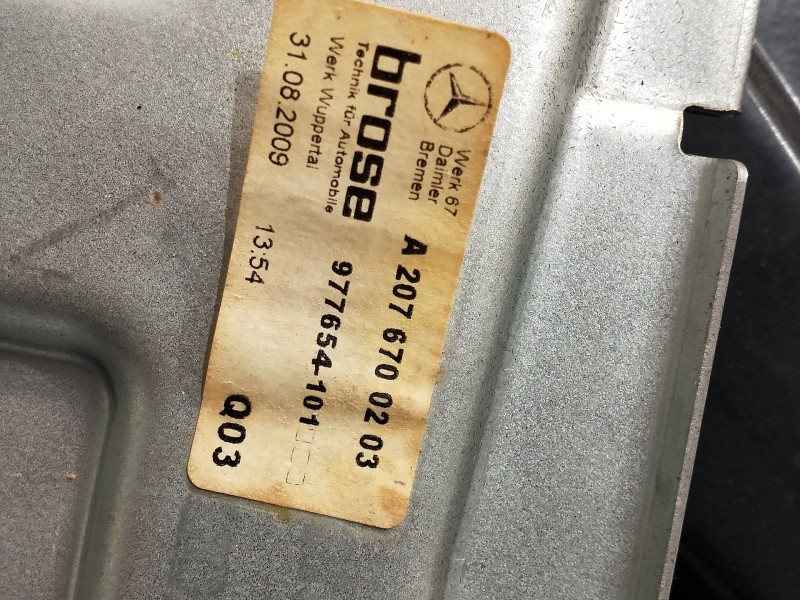 Werk 67
Daimler
Bremen
A 207 670 02 03
brose
Technik für Automobile
Werk Wuppertal
977654-101
31.08.2009 13:54 Q03